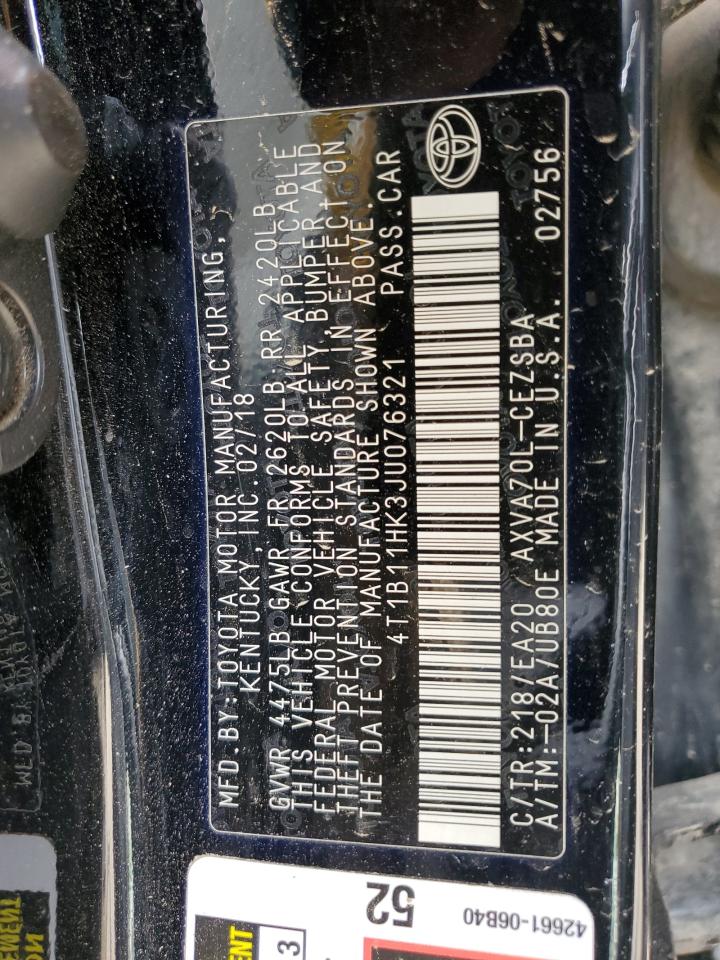 MFD.BY:TOYOTA MOTOR MANUFACTURING,
KENTUCKY, INC.02/18
GVWR 4475LB GAWR FR 2620LB RR 2420LB
THIS VEHICLE CONFORMS TO ALL APPLICABLE
FEDERAL MOTOR VEHICLE SAFETY, BUMPER AND
THEFT PREVENTION STANDARDS IN EFFECT ON
THE DATE OF MANUFACTURE SHOWN ABOVE.
4T1B11HK3JU076321 PASS.CAR
C/TR:218/EA20 AXVA70L-CEZSBA
A/TM:-02A/UB80E MADE IN U.S.A. 02756
52
42661-06B40
3